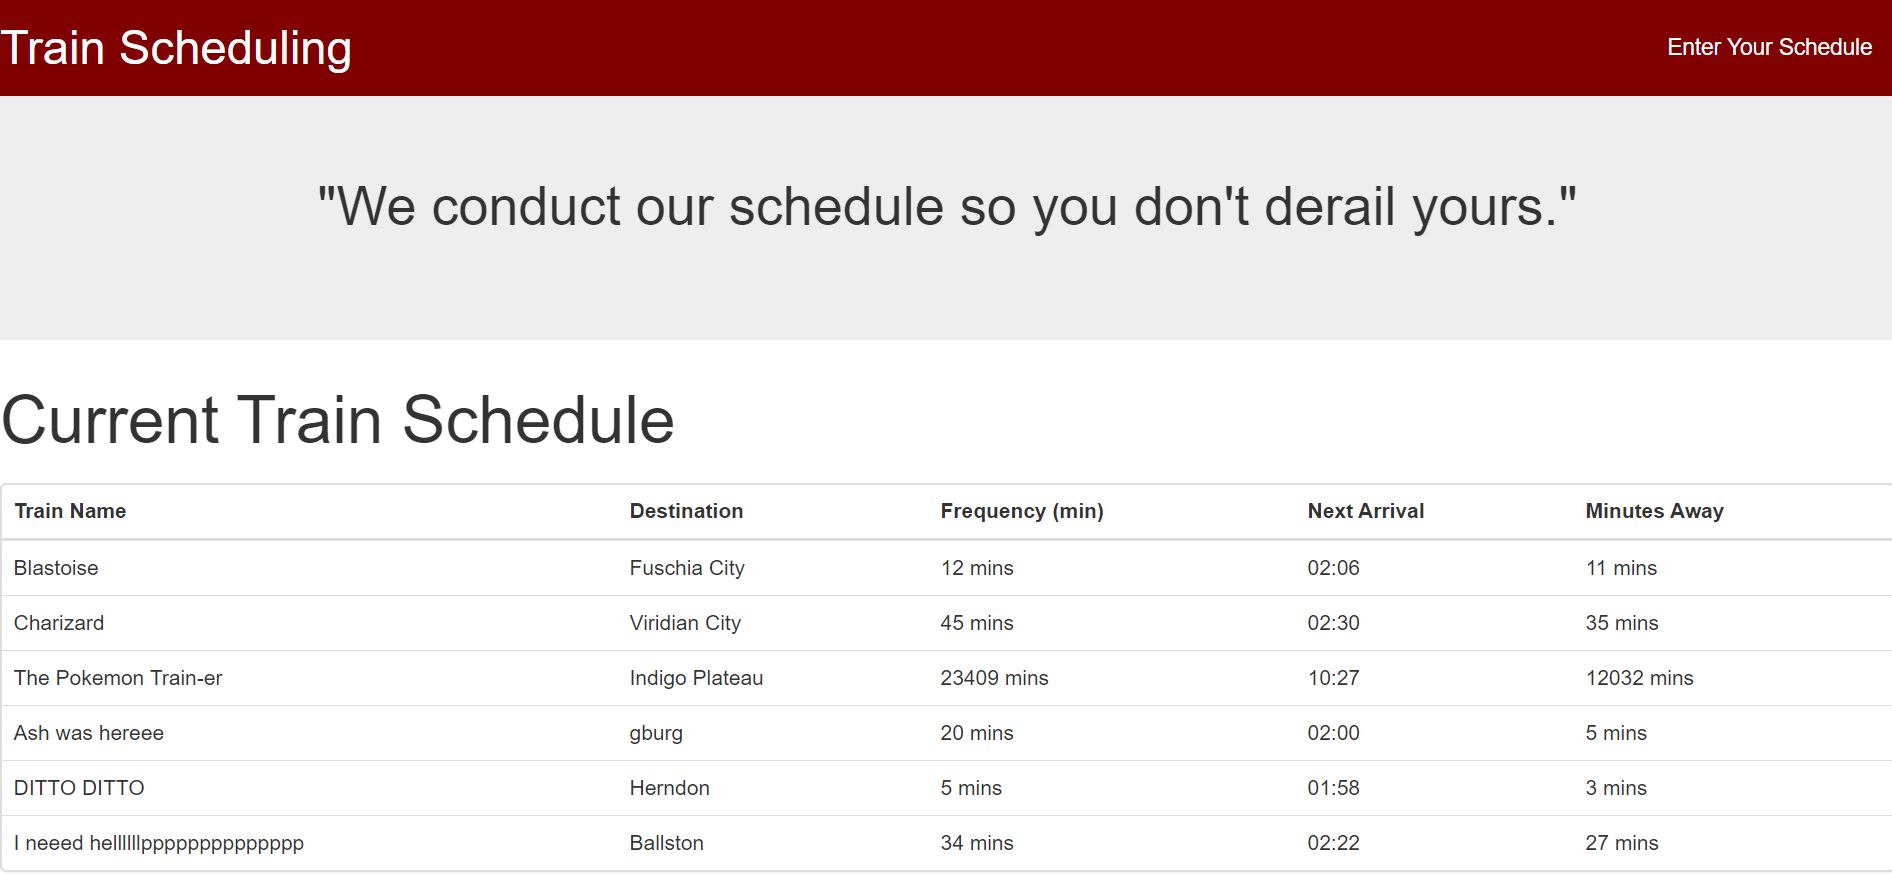 Train Scheduling
Enter Your Schedule
"We conduct our schedule so you don't derail yours."
Current Train Schedule
Train Name Destination Frequency (min) Next Arrival Minutes Away
Blastoise Fuschia City 12 mins 02:06 11 mins
Charizard Viridian City 45 mins 02:30 35 mins
The Pokemon Train-er Indigo Plateau 23409 mins 10:27 12032 mins
Ash was hereee gburg 20 mins 02:00 5 mins
DITTO DITTO Herndon 5 mins 01:58 3 mins
I neeed hellllllpppppppppppppp Ballston 34 mins 02:22 27 mins